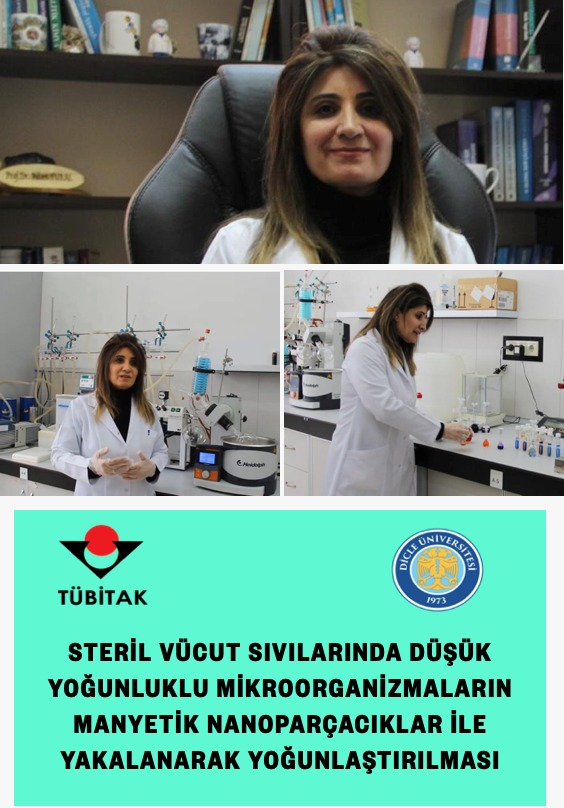 Heidolph
A5
TÜBİTAK
DİCLE ÜNİVERSİTESİ
1973
STERİL VÜCUT SIVILARINDA DÜŞÜK
YOĞUNLUKLU MİKROORGANİZMALARIN
MANYETİK NANOPARÇACIKLAR İLE
YAKALANARAK YOĞUNLAŞTIRILMASI